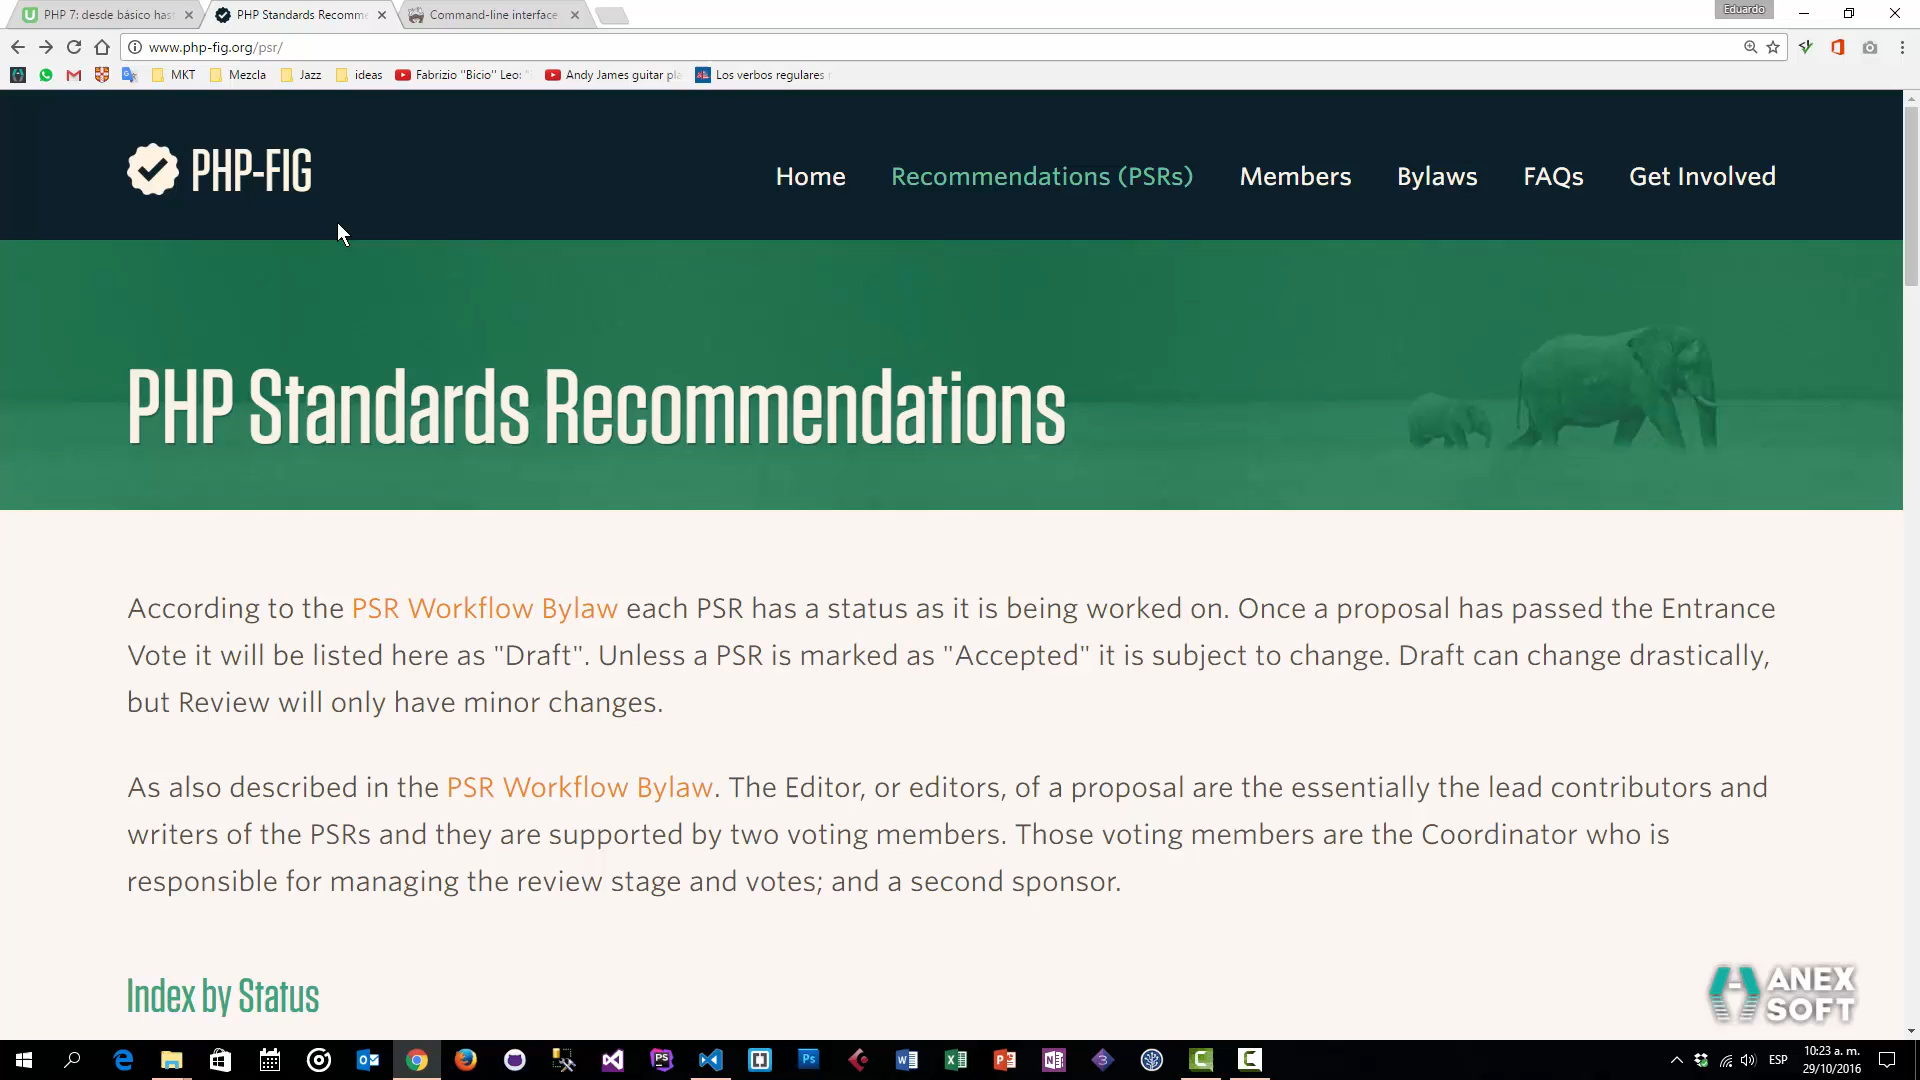 PHP 7: desde básico has
PHP Standards Recomme
Command-line interface
Eduardo
www.php-fig.org/psr/
MKT
Mezcla
Jazz
ideas
Fabrizio "Bicio" Leo:
Andy James guitar pl
Los verbos regulares
PHP-FIG
Home
Recommendations (PSRs)
Members
Bylaws
FAQs
Get Involved
PHP Standards Recommendations
According to the PSR Workflow Bylaw each PSR has a status as it is being worked on. Once a proposal has passed the Entrance
Vote it will be listed here as "Draft". Unless a PSR is marked as "Accepted" it is subject to change. Draft can change drastically,
but Review will only have minor changes.
As also described in the PSR Workflow Bylaw. The Editor, or editors, of a proposal are the essentially the lead contributors and
writers of the PSRs and they are supported by two voting members. Those voting members are the Coordinator who is
responsible for managing the review stage and votes; and a second sponsor.
Index by Status
ANEX
SOFT
ESP
10:23 a. m.
29/10/2016